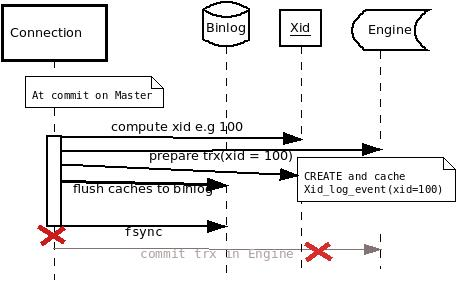 Connection
Binlog
Xid
Engine
At commit on Master
compute xid e.g 100
prepare trx(xid = 100)
CREATE and cache
Xid_log_event(xid=100)
flush caches to binlog
fsync
commit trx in Engine